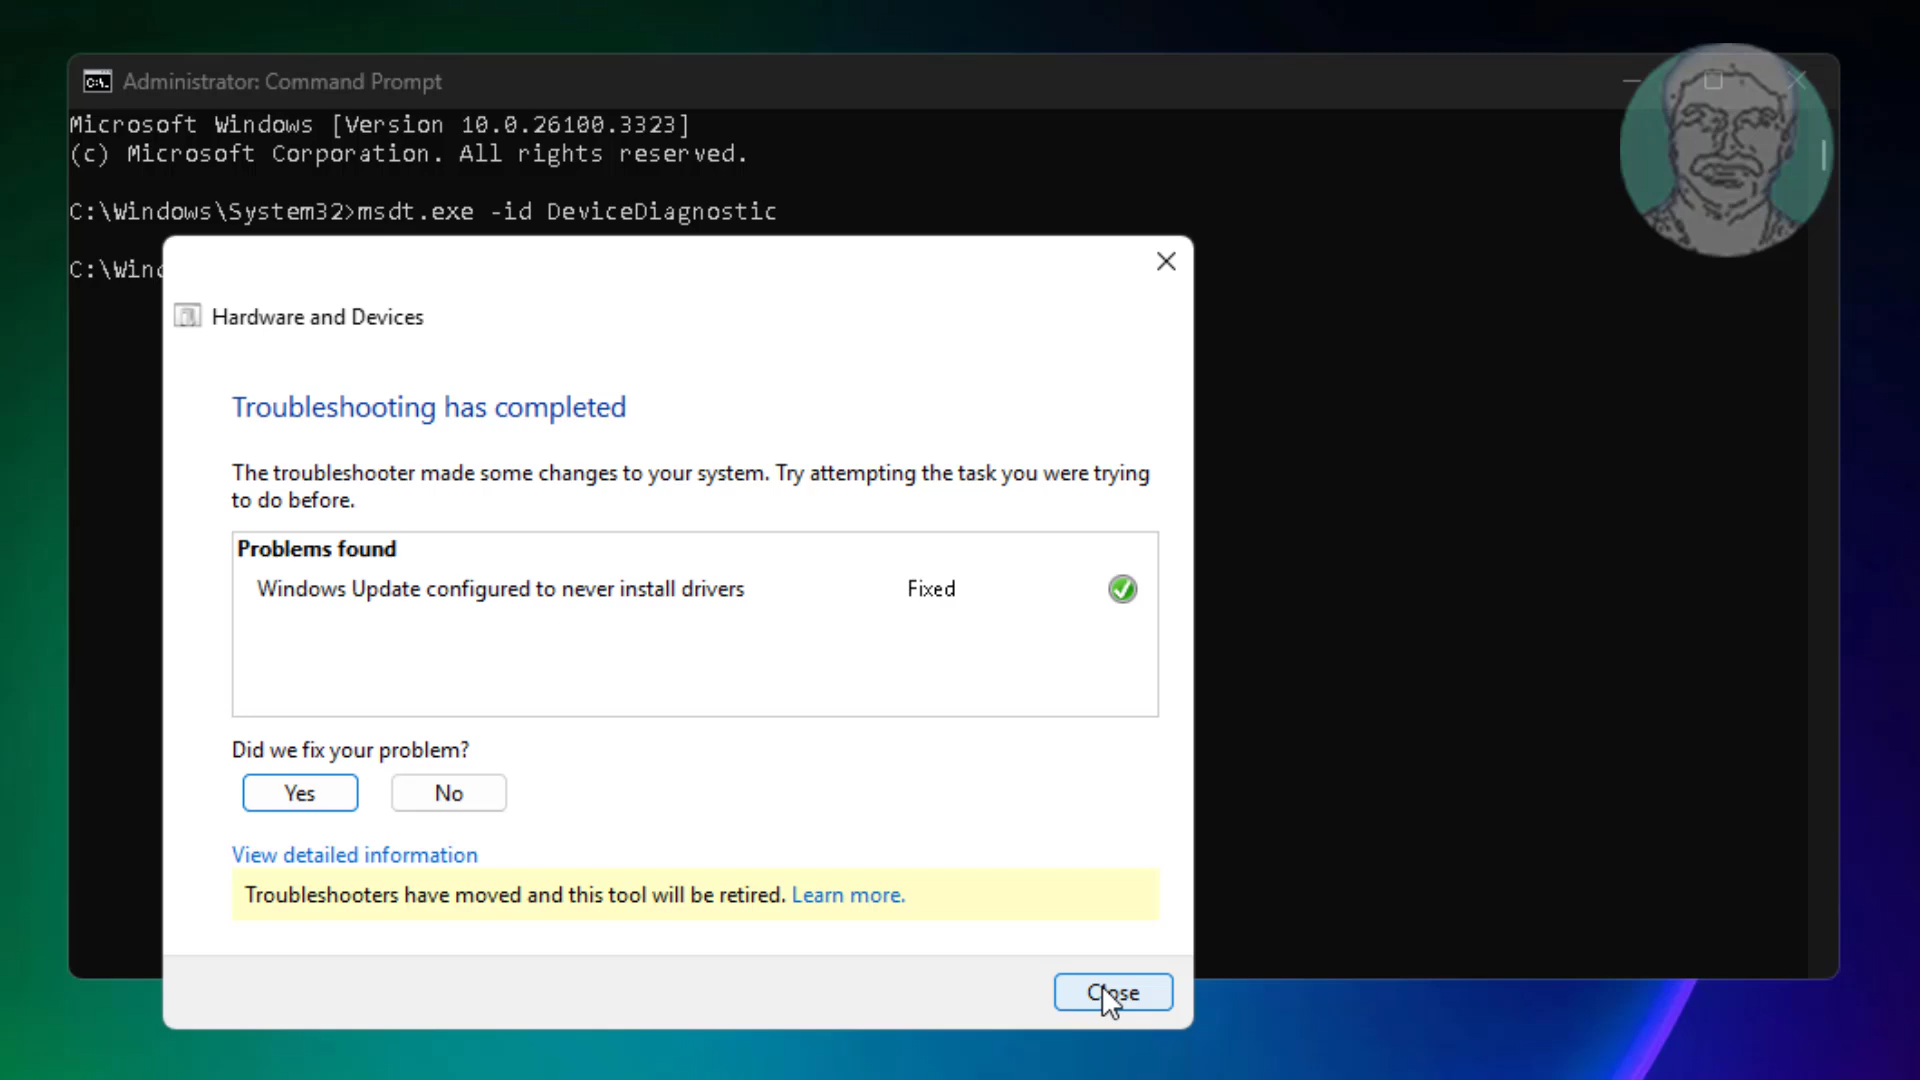 Administrator: Command Prompt
Microsoft Windows [Version 10.0.26100.3323]
(c) Microsoft Corporation. All rights reserved.
C:\Windows\System32>msdt.exe -id DeviceDiagnostic
C:\Wind
Hardware and Devices
Troubleshooting has completed
The troubleshooter made some changes to your system. Try attempting the task you were trying
to do before.
Problems found
Windows Update configured to never install drivers Fixed
Did we fix your problem?
Yes No
View detailed information
Troubleshooters have moved and this tool will be retired. Learn more.
Close